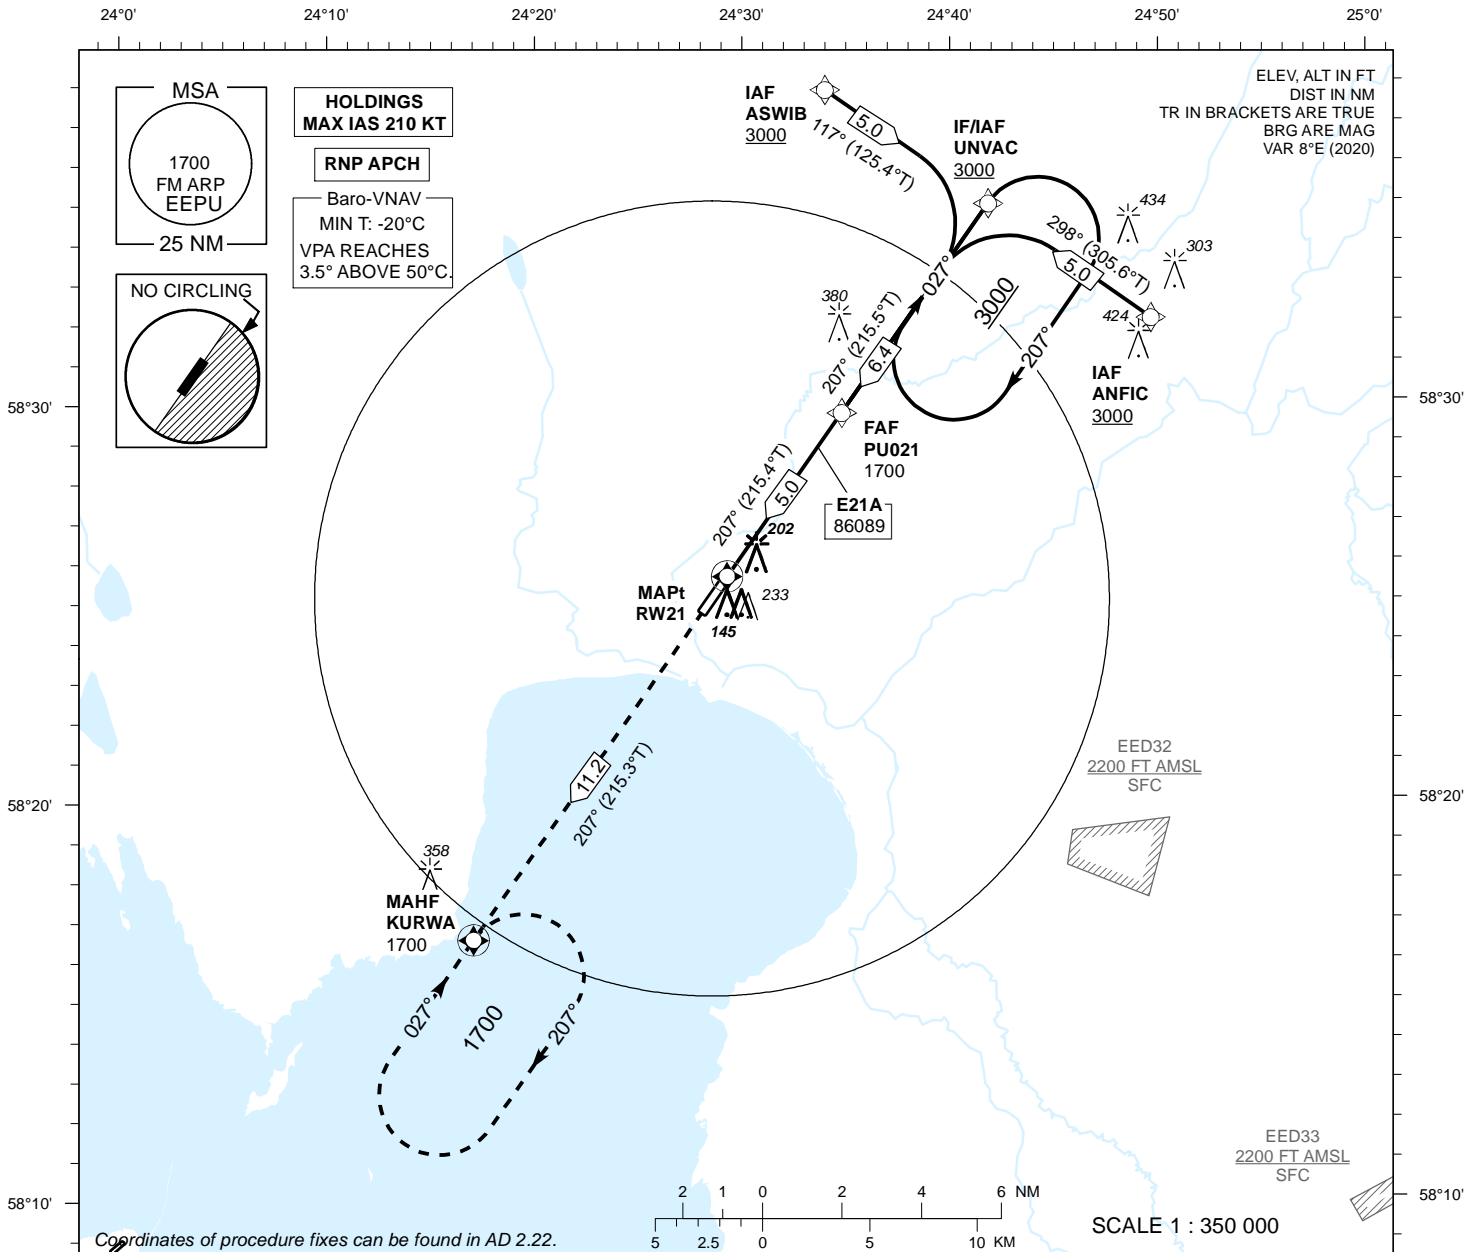 24°0'
24°10'
24°20'
24°30'
24°40'
24°50'
25°0'
MSA
1700
FM ARP
EEPU
25 NM
HOLDINGS
MAX IAS 210 KT
RNP APCH
Baro-VNAV
MIN T: -20°C
VPA REACHES
3.5° ABOVE 50°C.
NO CIRCLING
ELEV, ALT IN FT
DIST IN NM
TR IN BRACKETS ARE TRUE
BRG ARE MAG
VAR 8°E (2020)
IAF
ASWIB
3000
5.0
117° (125.4°T)
IF/IAF
UNVAC
3000
434
303
298° (305.6°T)
5.0
424
IAF
ANFIC
3000
027°
3000
207°
380
207° (215.5°T)
6.4
58°30'
58°30'
FAF
PU021
1700
207° (215.4°T)
5.0
E21A
86089
202
MAPt
RW21
233
145
EED32
2200 FT AMSL
SFC
11.2
207° (215.3°T)
58°20'
58°20'
358
MAHF
KURWA
1700
027°
1700
207°
EED33
2200 FT AMSL
SFC
58°10'
58°10'
2 1 0 2 4 6 NM
5 2.5 0 5 10 KM
SCALE 1 : 350 000
Coordinates of procedure fixes can be found in AD 2.22.